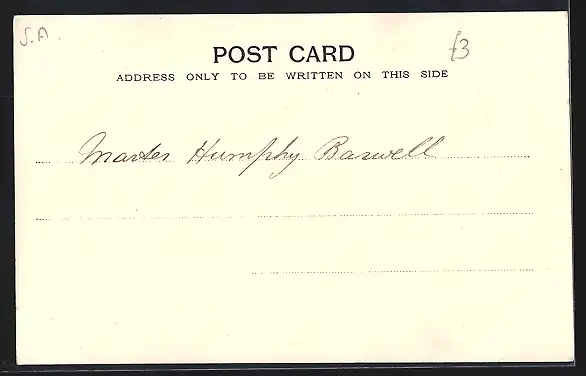 S.A.
£3
POST CARD
ADDRESS ONLY TO BE WRITTEN ON THIS SIDE
Master Humphy Barwell